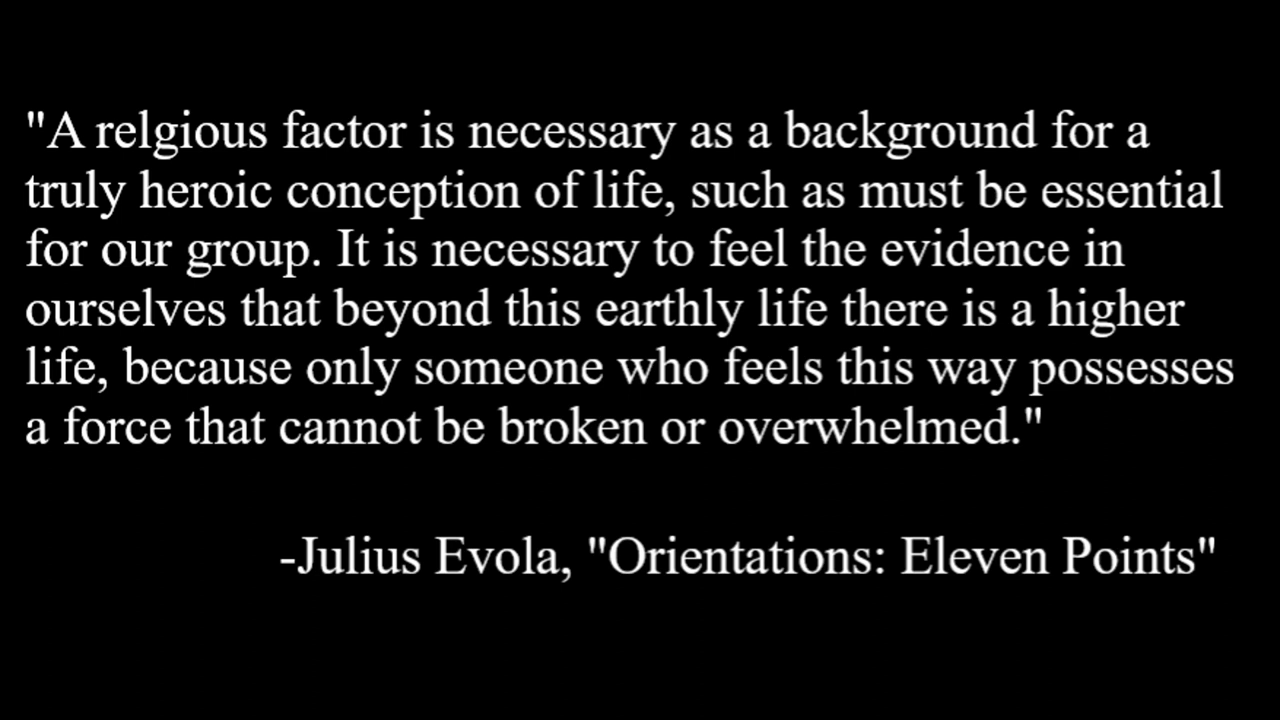 "A relgious factor is necessary as a background for a
truly heroic conception of life, such as must be essential
for our group. It is necessary to feel the evidence in
ourselves that beyond this earthly life there is a higher
life, because only someone who feels this way possesses
a force that cannot be broken or overwhelmed."
-Julius Evola, "Orientations: Eleven Points"